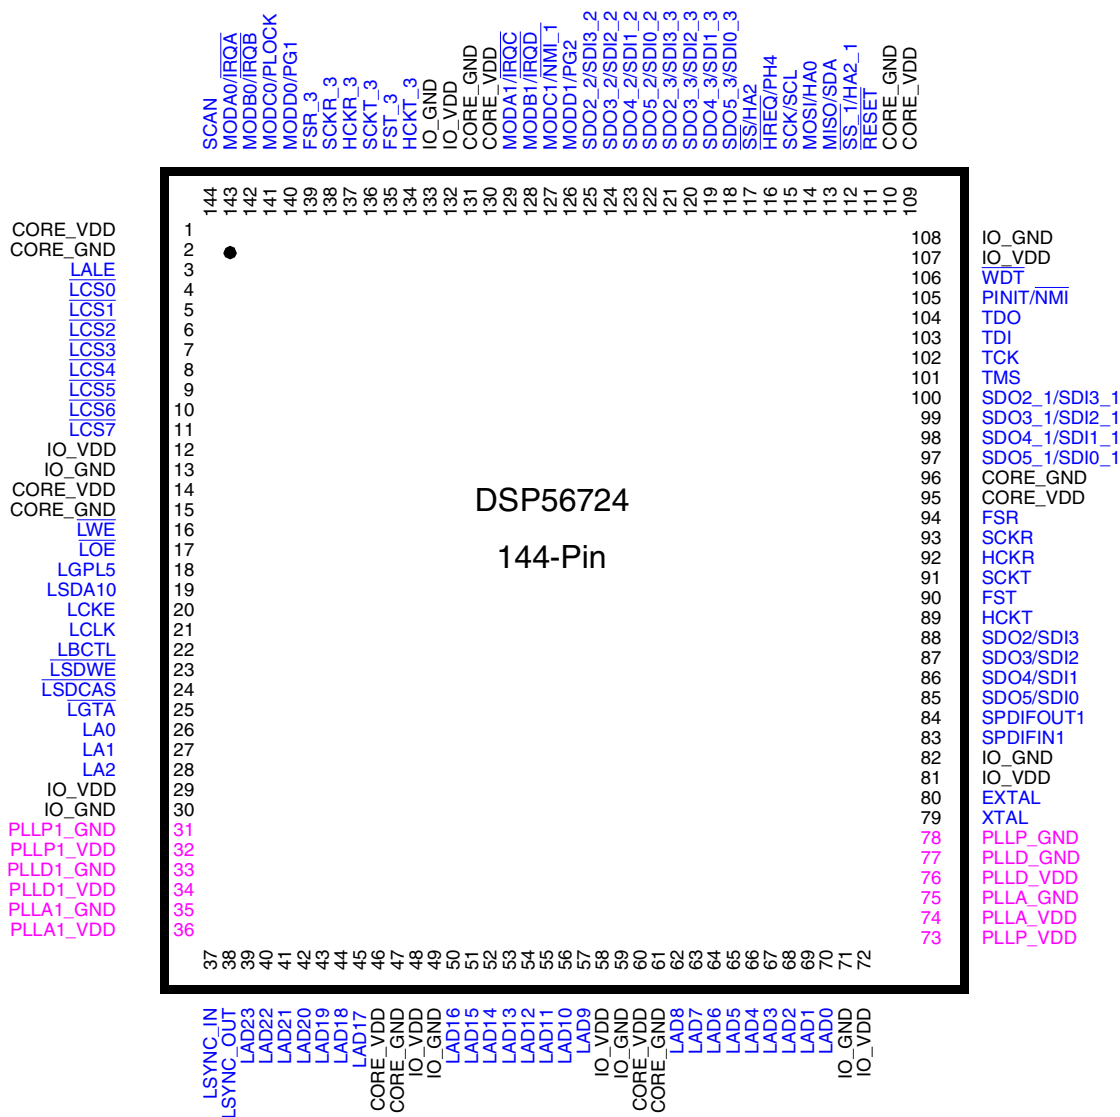 SCAN
MODA0/IRQA
MODB0/IRQB
MODC0/PLOCK
MODD0/PG1
FSR_3
SCKR_3
HCKR_3
SCKT_3
FST_3
HCKT_3
IO_GND
IO_VDD
CORE_GND
CORE_VDD
MODA1/IRQC
MODB1/IRQD
MODC1/NMI_1
MODD1/PG2
SDO2_2/SDI3_2
SDO3_2/SDI2_2
SDO4_2/SDI1_2
SDO5_2/SDI0_2
SDO2_3/SDI3_3
SDO3_3/SDI2_3
SDO4_3/SDI1_3
SDO5_3/SDI0_3
SS/HA2
HREQ/PH4
SCK/SCL
MOSI/HA0
MISO/SDA
SS_1/HA2_1
RESET
CORE_GND
CORE_VDD
144
143
142
141
140
139
138
137
136
135
134
133
132
131
130
129
128
127
126
125
124
123
122
121
120
119
118
117
116
115
114
113
112
111
110
109
CORE_VDD 1
CORE_GND 2
LALE 3
LCS0 4
LCS1 5
LCS2 6
LCS3 7
LCS4 8
LCS5 9
LCS6 10
LCS7 11
IO_VDD 12
IO_GND 13
CORE_VDD 14
CORE_GND 15
LWE 16
LOE 17
LGPL5 18
LSDA10 19
LCKE 20
LCLK 21
LBCTL 22
LSDWE 23
LSDCAS 24
LGTA 25
LA0 26
LA1 27
LA2 28
IO_VDD 29
IO_GND 30
PLLP1_GND 31
PLLP1_VDD 32
PLLD1_GND 33
PLLD1_VDD 34
PLLA1_GND 35
PLLA1_VDD 36
DSP56724
144-Pin
108 IO_GND
107 IO_VDD
106 WDT
105 PINIT/NMI
104 TDO
103 TDI
102 TCK
101 TMS
100 SDO2_1/SDI3_1
99 SDO3_1/SDI2_1
98 SDO4_1/SDI1_1
97 SDO5_1/SDI0_1
96 CORE_GND
95 CORE_VDD
94 FSR
93 SCKR
92 HCKR
91 SCKT
90 FST
89 HCKT
88 SDO2/SDI3
87 SDO3/SDI2
86 SDO4/SDI1
85 SDO5/SDI0
84 SPDIFOUT1
83 SPDIFIN1
82 IO_GND
81 IO_VDD
80 EXTAL
79 XTAL
78 PLLP_GND
77 PLLD_GND
76 PLLD_VDD
75 PLLA_GND
74 PLLA_VDD
73 PLLP_VDD
37
38
39
40
41
42
43
44
45
46
47
48
49
50
51
52
53
54
55
56
57
58
59
60
61
62
63
64
65
66
67
68
69
70
71
72
LSYNC_IN
LSYNC_OUT
LAD23
LAD22
LAD21
LAD20
LAD19
LAD18
LAD17
CORE_VDD
CORE_GND
IO_VDD
IO_GND
LAD16
LAD15
LAD14
LAD13
LAD12
LAD11
LAD10
LAD9
IO_VDD
IO_GND
CORE_VDD
CORE_GND
LAD8
LAD7
LAD6
LAD5
LAD4
LAD3
LAD2
LAD1
LAD0
IO_GND
IO_VDD